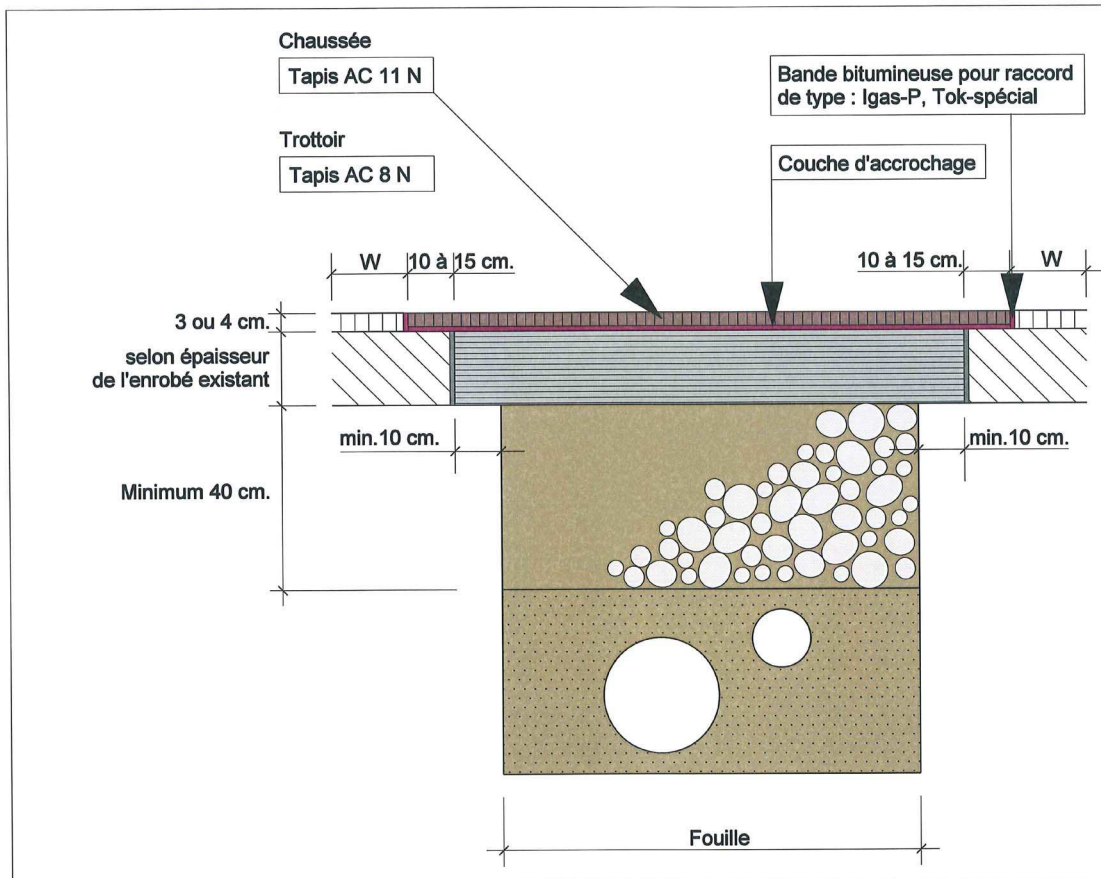 Chaussée
Tapis AC 11 N
Trottoir
Tapis AC 8 N
Bande bitumineuse pour raccord
de type : Igas-P, Tok-spécial
Couche d'accrochage
W
10 à 15 cm.
10 à 15 cm.
W
3 ou 4 cm.
selon épaisseur
de l'enrobé existant
min.10 cm.
min.10 cm.
Minimum 40 cm.
Fouille